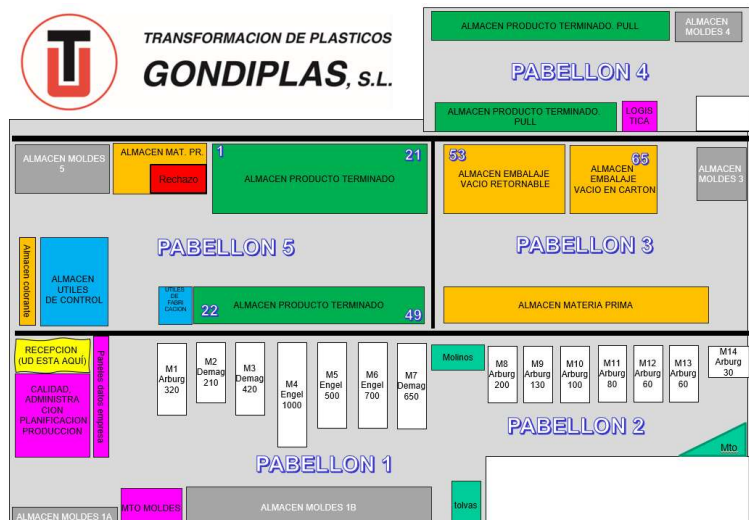 TRANSFORMACION DE PLASTICOS
GONDIPLAS, S.L.
ALMACEN PRODUCTO TERMINADO. PULL
ALMACEN
MOLDES 4
PABELLON 4
ALMACEN PRODUCTO TERMINADO.
PULL
LOGIS
TICA
ALMACEN MOLDES
5
ALMACEN MAT. PR.
Rechazo
1
21
ALMACEN PRODUCTO TERMINADO
53
ALMACEN EMBALAJE
VACIO RETORNABLE
65
ALMACEN
EMBALAJE
VACIO EN CARTON
ALMACEN
MOLDES 3
PABELLON 5
PABELLON 3
Almacen colorante
ALMACEN
UTILES
DE CONTROL
UTILES
DE
FABRI
CACION
22
ALMACEN PRODUCTO TERMINADO
49
ALMACEN MATERIA PRIMA
RECEPCION
(UD ESTA AQUÍ)
CALIDAD,
ADMINISTRA
CION
PLANIFICACION
PRODUCCION
Paneles datos empresa
M1
Arburg
320
M2
Demag
210
M3
Demag
420
M4
Engel
1000
M5
Engel
500
M6
Engel
700
M7
Demag
650
Molinos
M8
Arburg
200
M9
Arburg
130
M10
Arburg
100
M11
Arburg
80
M12
Arburg
60
M13
Arburg
60
M14
Arburg
30
PABELLON 2
Mto
PABELLON 1
ALMACEN MOLDES 1A
MTO MOLDES
ALMACEN MOLDES 1B
tolvas